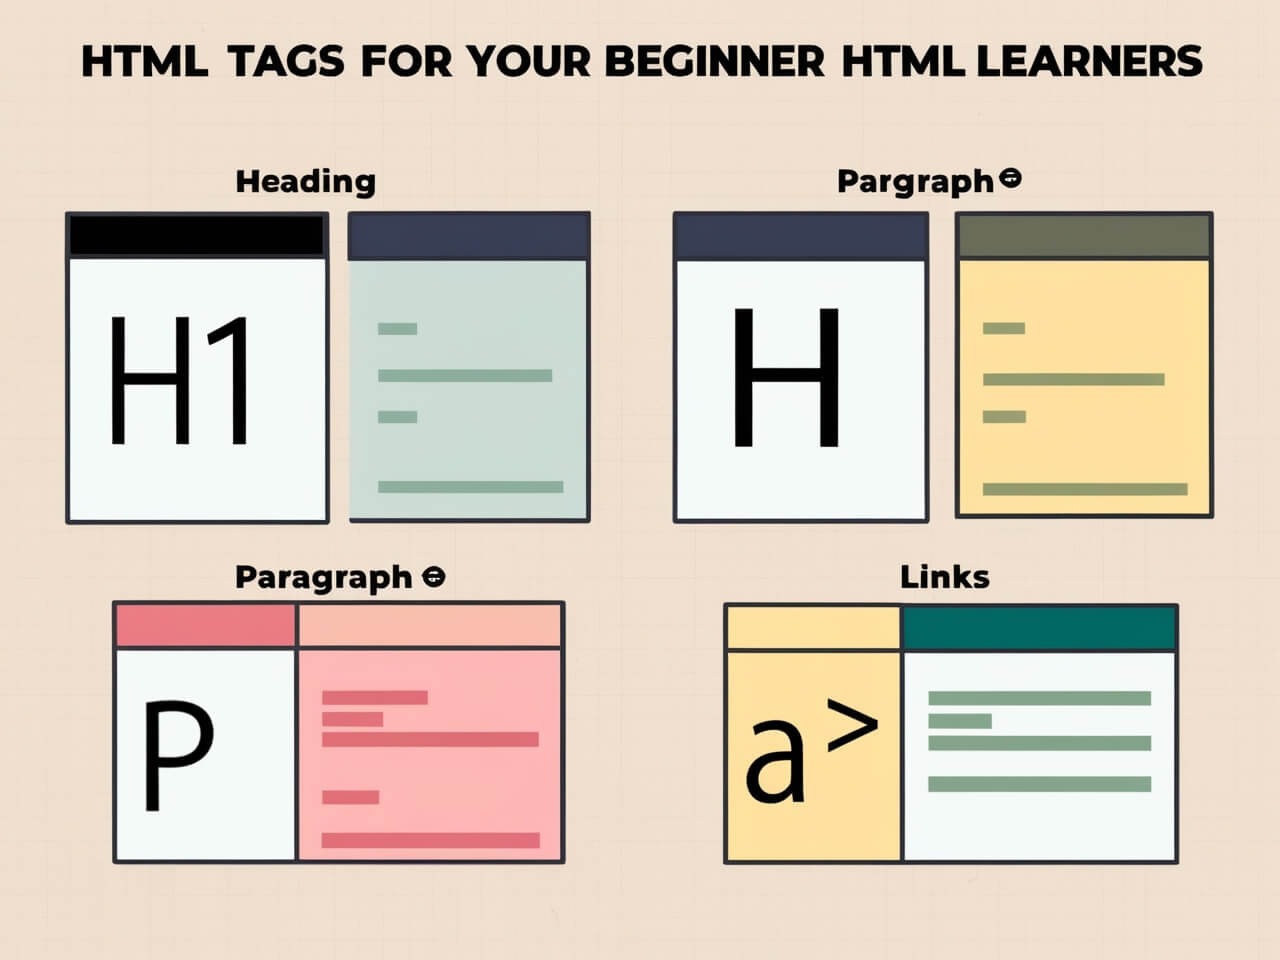 HTML TAGS FOR YOUR BEGINNER HTML LEARNERS
Heading
Pargraph
H1
H
Paragraph
Links
P
a>